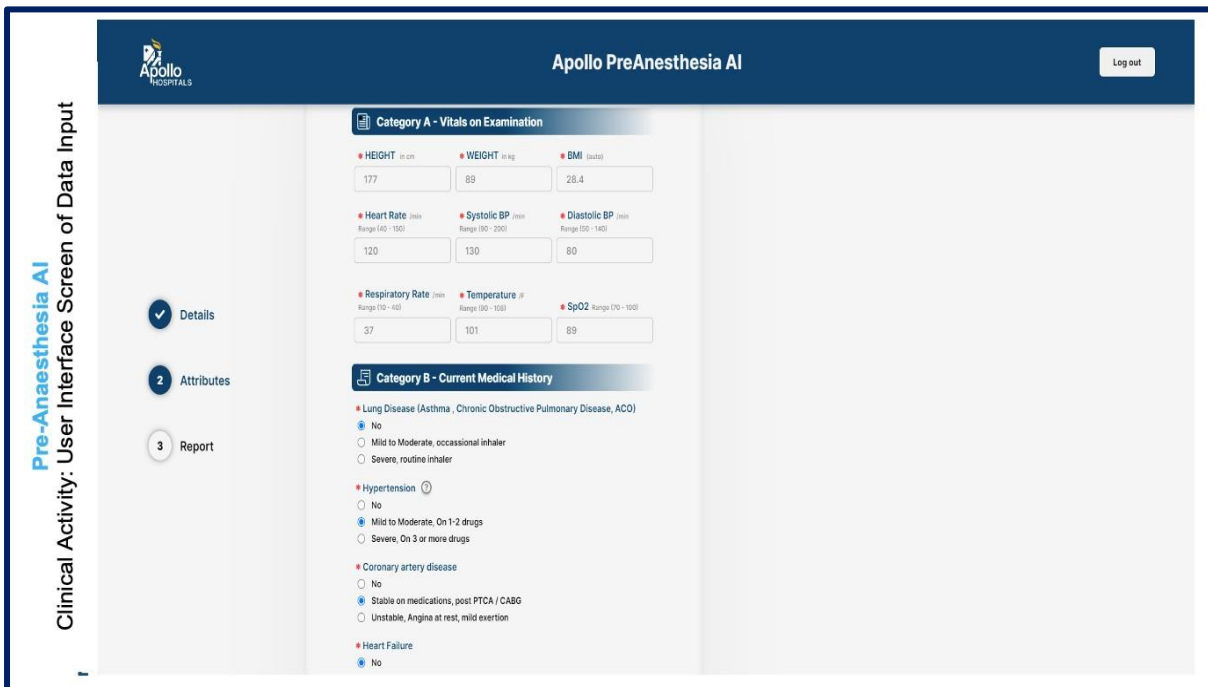 Pre-Anaesthesia AI
Clinical Activity: User Interface Screen of Data Input
Apollo
HOSPITALS
Apollo PreAnesthesia AI
Log out
Details
2 Attributes
3 Report
Category A - Vitals on Examination
* HEIGHT in cm * WEIGHT in kg * BMI (auto)
177 89 28.4
* Heart Rate /min * Systolic BP /min * Diastolic BP /min
Range (40 - 150) Range (90 - 200) Range (50 - 140)
120 130 80
* Respiratory Rate /min * Temperature /F
Range (10 - 40) Range (90 - 108) * SpO2 Range (70 - 100)
37 101 89
Category B - Current Medical History
* Lung Disease (Asthma , Chronic Obstructive Pulmonary Disease, ACO)
No
Mild to Moderate, occassional inhaler
Severe, routine inhaler
* Hypertension ?
No
Mild to Moderate, On 1-2 drugs
Severe, On 3 or more drugs
* Coronary artery disease
No
Stable on medications, post PTCA / CABG
Unstable, Angina at rest, mild exertion
* Heart Failure
No